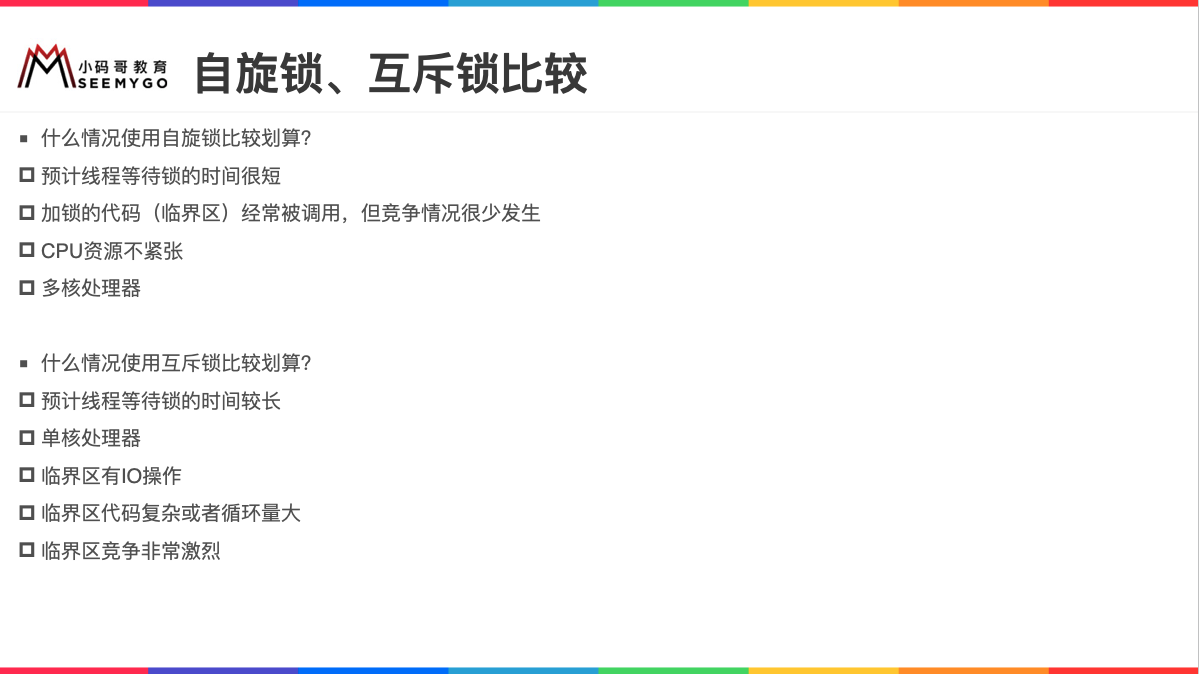 小码哥教育
SEEMYGO
自旋锁、互斥锁比较
什么情况使用自旋锁比较划算?
预计线程等待锁的时间很短
加锁的代码（临界区）经常被调用，但竞争情况很少发生
CPU资源不紧张
多核处理器
什么情况使用互斥锁比较划算?
预计线程等待锁的时间较长
单核处理器
临界区有IO操作
临界区代码复杂或者循环量大
临界区竞争非常激烈